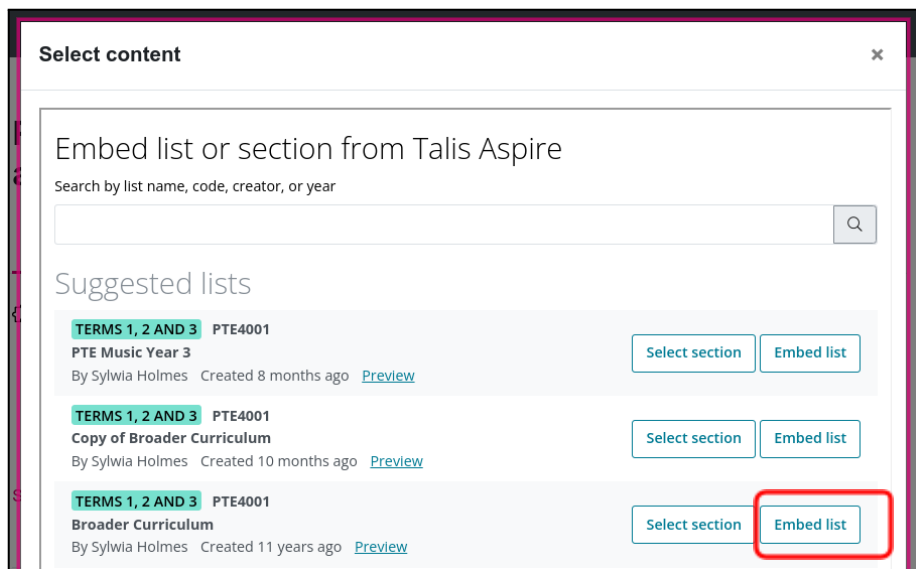 Select content
×
Embed list or section from Talis Aspire
Search by list name, code, creator, or year
Suggested lists
TERMS 1, 2 AND 3 PTE4001
PTE Music Year 3
By Sylwia Holmes Created 8 months ago Preview
Select section Embed list
TERMS 1, 2 AND 3 PTE4001
Copy of Broader Curriculum
By Sylwia Holmes Created 10 months ago Preview
Select section Embed list
TERMS 1, 2 AND 3 PTE4001
Broader Curriculum
By Sylwia Holmes Created 11 years ago Preview
Select section Embed list